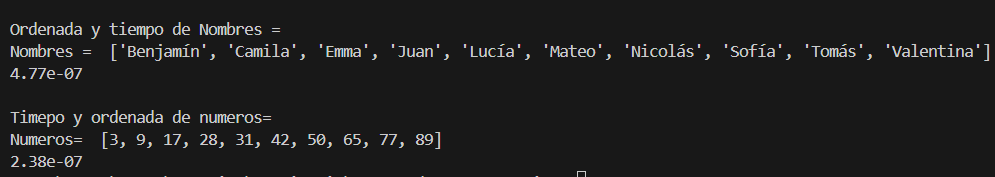 Ordenada y tiempo de Nombres =
Nombres =  ['Benjamín', 'Camila', 'Emma', 'Juan', 'Lucía', 'Mateo', 'Nicolás', 'Sofía', 'Tomás', 'Valentina']
4.77e-07
Timepo y ordenada de numeros=
Numeros=  [3, 9, 17, 28, 31, 42, 50, 65, 77, 89]
2.38e-07